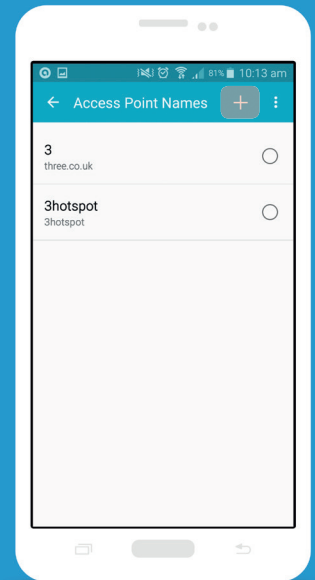 81% 10:13 am
Access Point Names
3
three.co.uk
3hotspot
3hotspot